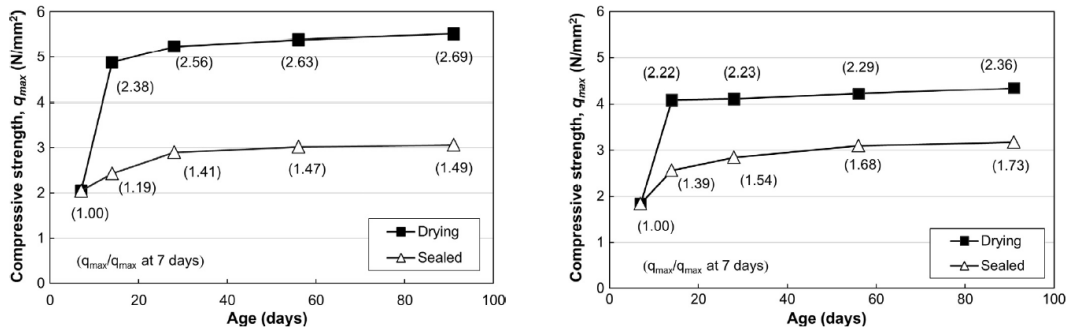 Compressive strength, qmax (N/mm²)
6
5
4
3
2
1
0
(2.38)
(2.56)
(2.63)
(2.69)
(1.00)
(1.19)
(1.41)
(1.47)
(1.49)
(qmax/qmax at 7 days)
Drying
Sealed
0 20 40 60 80 100
Age (days)
Compressive strength, qmax (N/mm²)
6
5
4
3
2
1
0
(2.22)
(2.23)
(2.29)
(2.36)
(1.00)
(1.39)
(1.54)
(1.68)
(1.73)
(qmax/qmax at 7 days)
Drying
Sealed
0 20 40 60 80 100
Age (days)